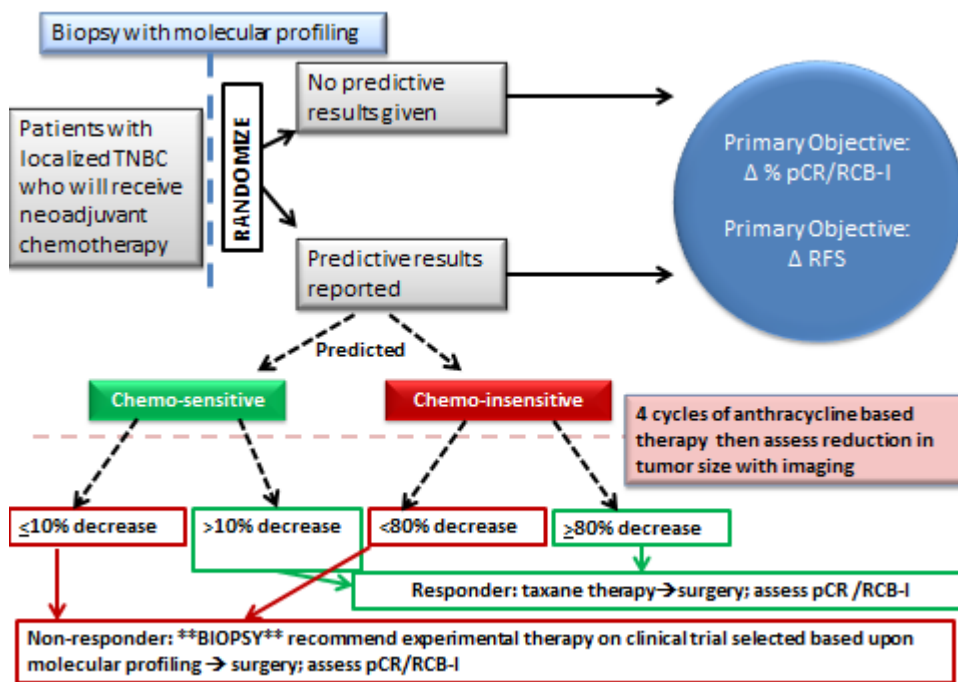 Biopsy with molecular profiling
Patients with
localized TNBC
who will receive
neoadjuvant
chemotherapy
RANDOMIZE
No predictive
results given
Predictive results
reported
Primary Objective:
Δ % pCR/RCB-I
Primary Objective:
Δ RFS
Predicted
Chemo-sensitive
Chemo-insensitive
4 cycles of anthracycline based
therapy then assess reduction in
tumor size with imaging
≤10% decrease
>10% decrease
<80% decrease
≥80% decrease
Responder: taxane therapy→surgery; assess pCR /RCB-I
Non-responder: **BIOPSY** recommend experimental therapy on clinical trial selected based upon
molecular profiling → surgery; assess pCR/RCB-I